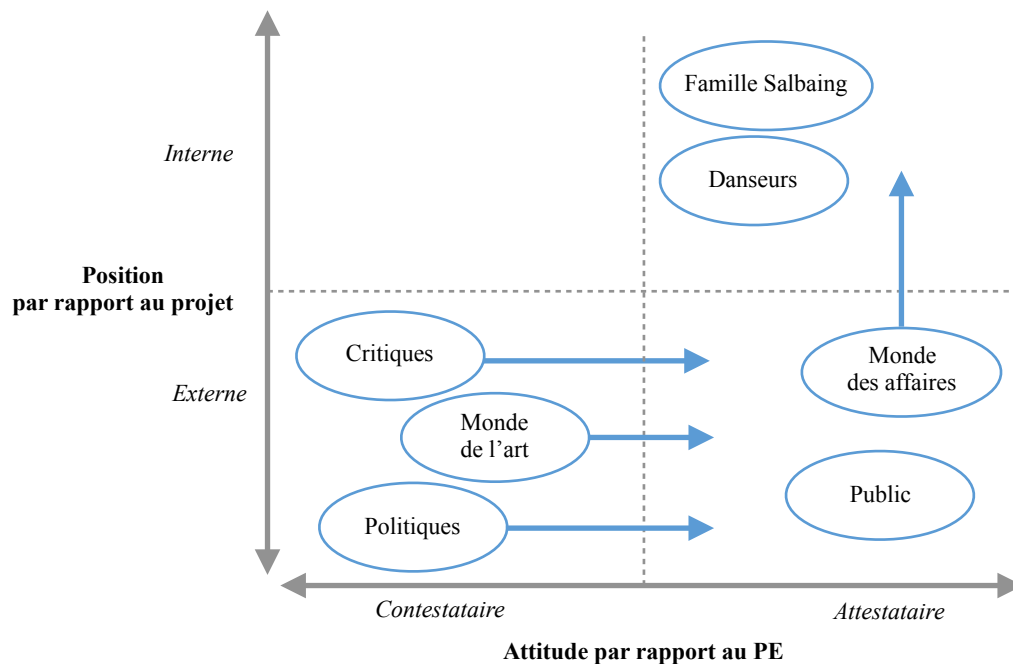 Famille Salbaing
Interne
Danseurs
Position
par rapport au projet
Critiques
Monde
des affaires
Externe
Monde
de l’art
Public
Politiques
Contestataire
Attestataire
Attitude par rapport au PE